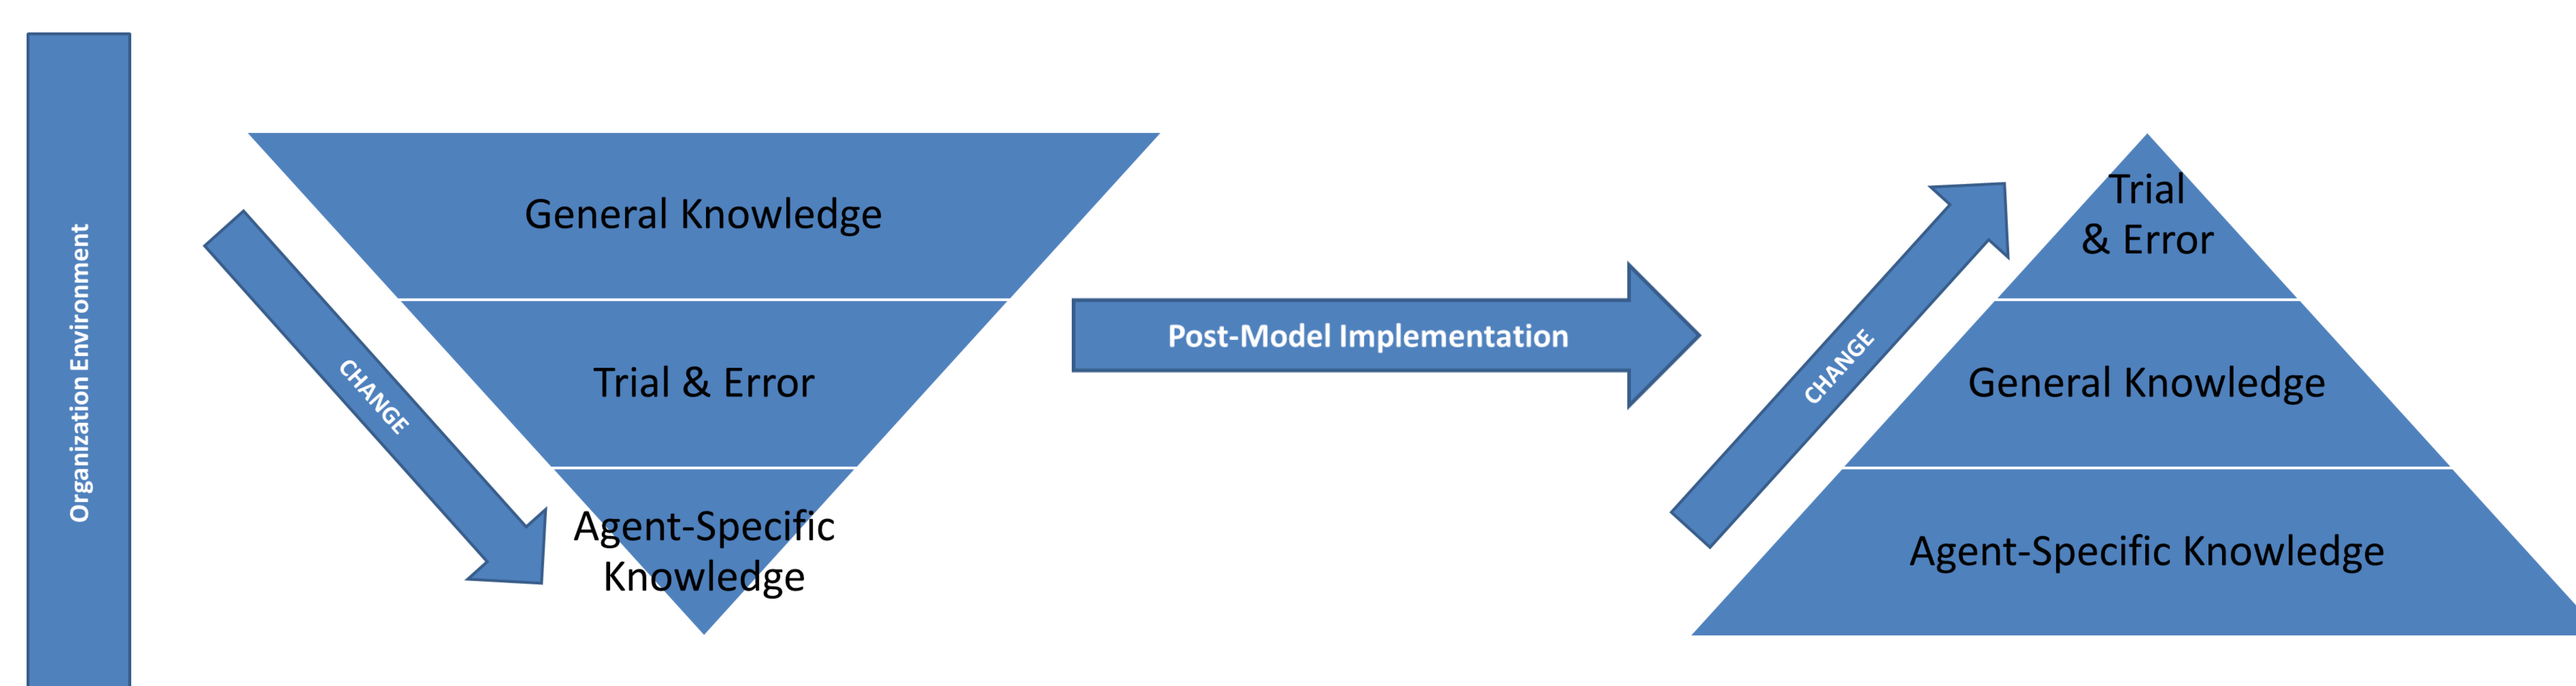 Organization Environment
CHANGE
General Knowledge
Trial & Error
Agent-Specific
Knowledge
Post-Model Implementation
CHANGE
Trial
& Error
General Knowledge
Agent-Specific Knowledge